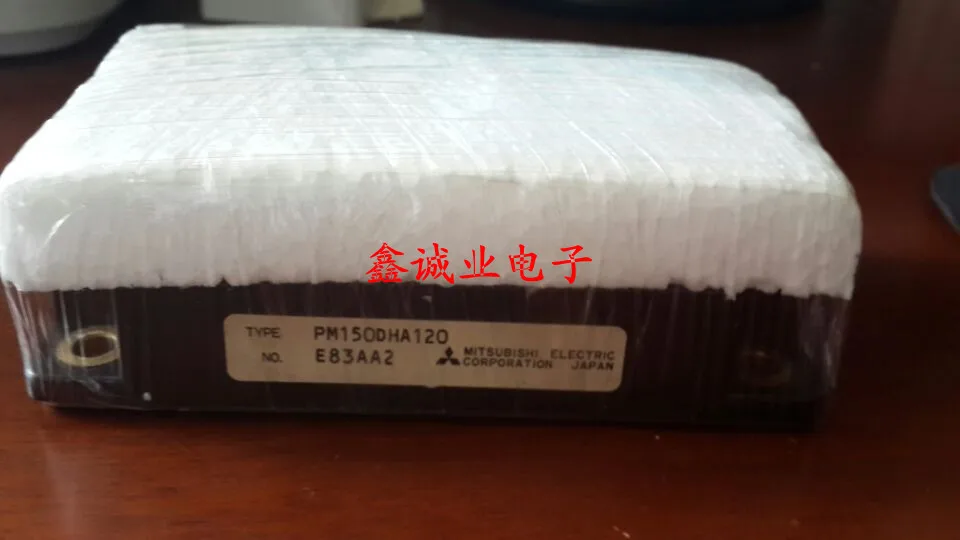 鑫诚业电子
TYPE PM150DHA120
NO. E83AA2 MITSUBISHI ELECTRIC
CORPORATION JAPAN